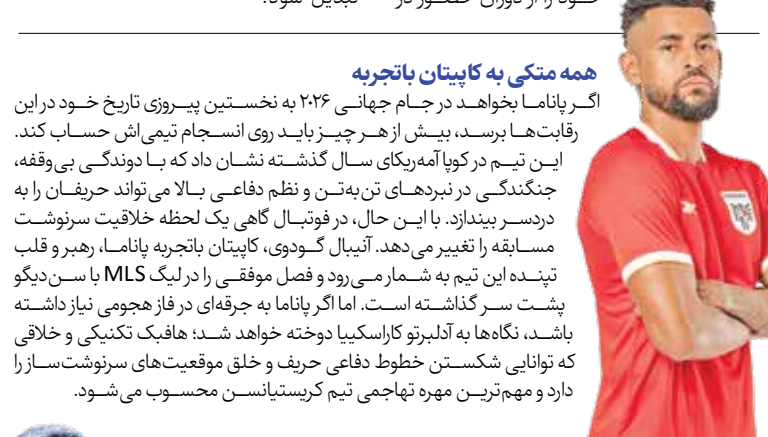 همه متکی به کاپیتان باتجربه
اگر پاناما بخواهد در جام جهانی ۲۰۲۶ به نخستین پیروزی تاریخ خود در این
رقابت‌ها برسد، بیش از هر چیز باید روی انسجام تیمی‌اش حساب کند.
این تیم در کوپا آمه‌ریکای سال گذشته نشان داد که با دوندگی بی‌وقفه،
جنگندگی در نبردهای تن‌به‌تن و نظم دفاعی بالا می‌تواند حریفان را به
دردسر بیندازد. با این حال، در فوتبال گاهی یک لحظه خلاقیت سرنوشت
مسابقه را تغییر می‌دهد. آنیبال گودوی، کاپیتان باتجربه پاناما، رهبر و قلب
تپنده این تیم به شمار می‌رود و فصل موفقی را در لیگ MLS با سن‌دیگو
پشت سر گذاشته است. اما اگر پاناما به جرقه‌ای در فاز هجومی نیاز داشته
باشد، نگاه‌ها به آدلبرتو کاراسکییا دوخته خواهد شد؛ هافبک تکنیکی و خلاقی
که توانایی شکستن خطوط دفاعی حریف و خلق موقعیت‌های سرنوشت‌ساز را
دارد و مهم‌ترین مهره تهاجمی تیم کریستیانسن محسوب می‌شود.